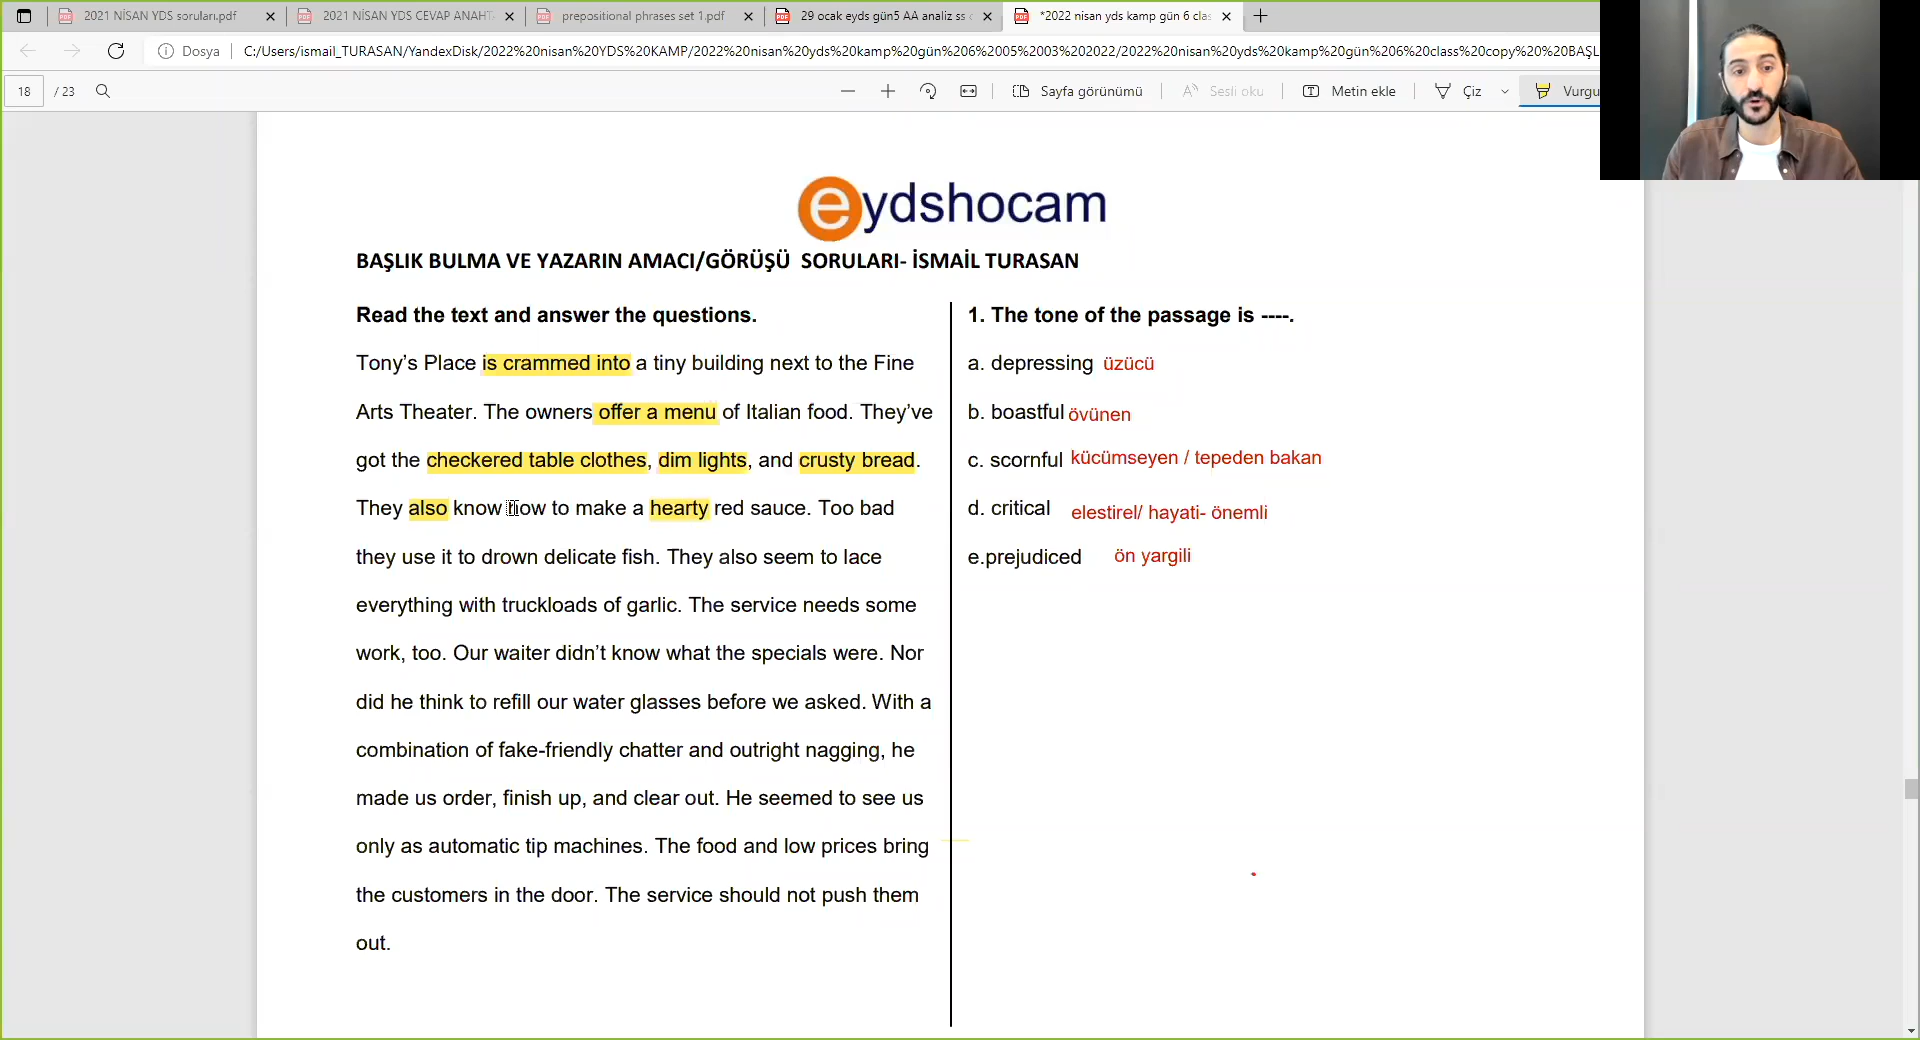 2021 NİSAN YDS soruları.pdf
2021 NİSAN YDS CEVAP ANAHT
prepositional phrases set 1.pdf
29 ocak eyds gün5 AA analiz ss c
*2022 nisan yds kamp gün 6 clas
Dosya
C:/Users/ismail_TURASAN/YandexDisk/2022%20nisan%20YDS%20KAMP/2022%20nisan%20yds%20kamp%20gün%206%2005%2003%202022/2022%20nisan%20yds%20kamp%20gün%206%20class%20copy%20%20BAŞL
18
/ 23
Sayfa görünümü
Sesli oku
Metin ekle
Çiz
Vurgu
eydshocam
BAŞLIK BULMA VE YAZARIN AMACI/GÖRÜŞÜ SORULARI- İSMAİL TURASAN
Read the text and answer the questions.
Tony’s Place is crammed into a tiny building next to the Fine
Arts Theater. The owners offer a menu of Italian food. They’ve
got the checkered table clothes, dim lights, and crusty bread.
They also know how to make a hearty red sauce. Too bad
they use it to drown delicate fish. They also seem to lace
everything with truckloads of garlic. The service needs some
work, too. Our waiter didn’t know what the specials were. Nor
did he think to refill our water glasses before we asked. With a
combination of fake-friendly chatter and outright nagging, he
made us order, finish up, and clear out. He seemed to see us
only as automatic tip machines. The food and low prices bring
the customers in the door. The service should not push them
out.
1. The tone of the passage is ----.
a. depressing üzücü
b. boastful övünen
c. scornful kücümseyen / tepeden bakan
d. critical elestirel/ hayati- önemli
e.prejudiced ön yargili